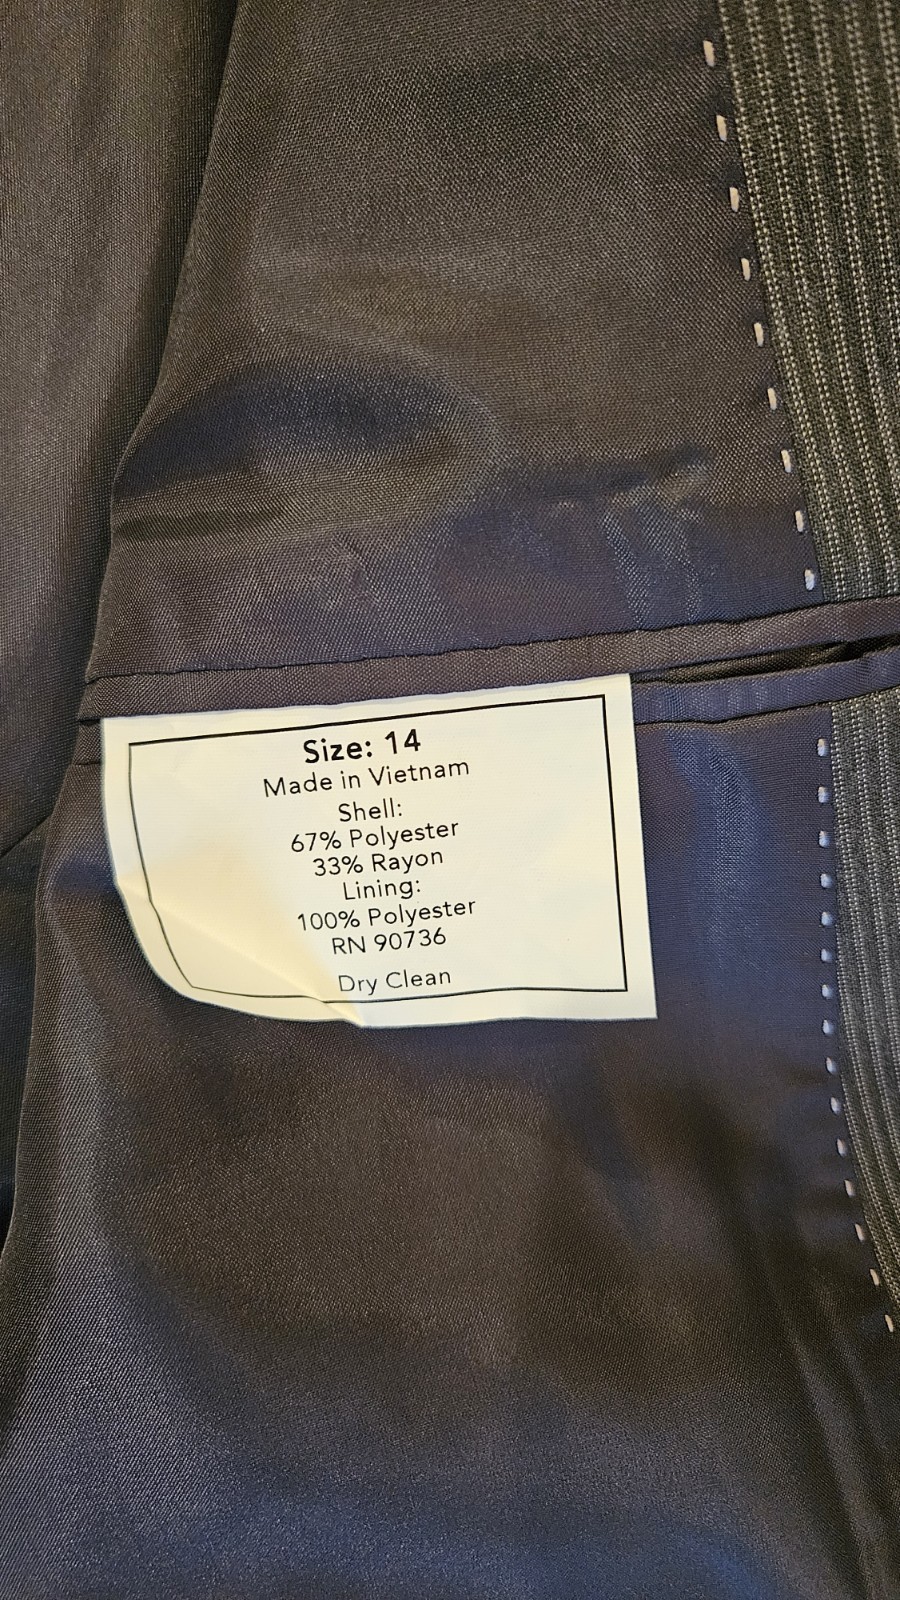 Size: 14
Made in Vietnam
Shell:
67% Polyester
33% Rayon
Lining:
100% Polyester
RN 90736
Dry Clean